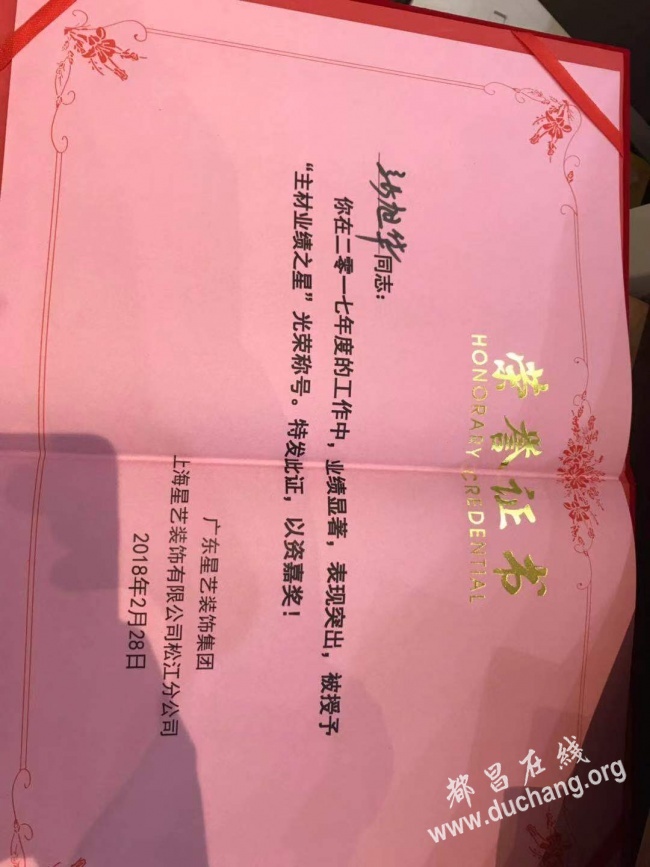 荣誉证书
HONORARY CREDENTIAL
旭华同志：
你在二零一七年度的工作中，业绩显著，表现突出，被授予
“主材业绩之星”光荣称号。特发此证，以资嘉奖！
广东星艺装饰集团
上海星艺装饰有限公司松江分公司
2018年2月28日
都昌在线
www.duchang.org